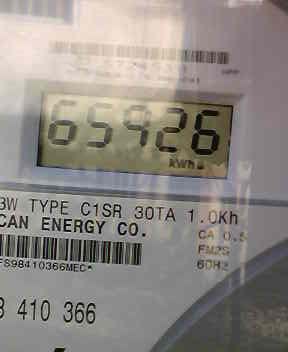 65926
kWh
3W TYPE C1SR 30TA 1.0Kh
CAN ENERGY CO.
CA 0.5
FM2S
60Hz
FS98410366MEC*
8 410 366